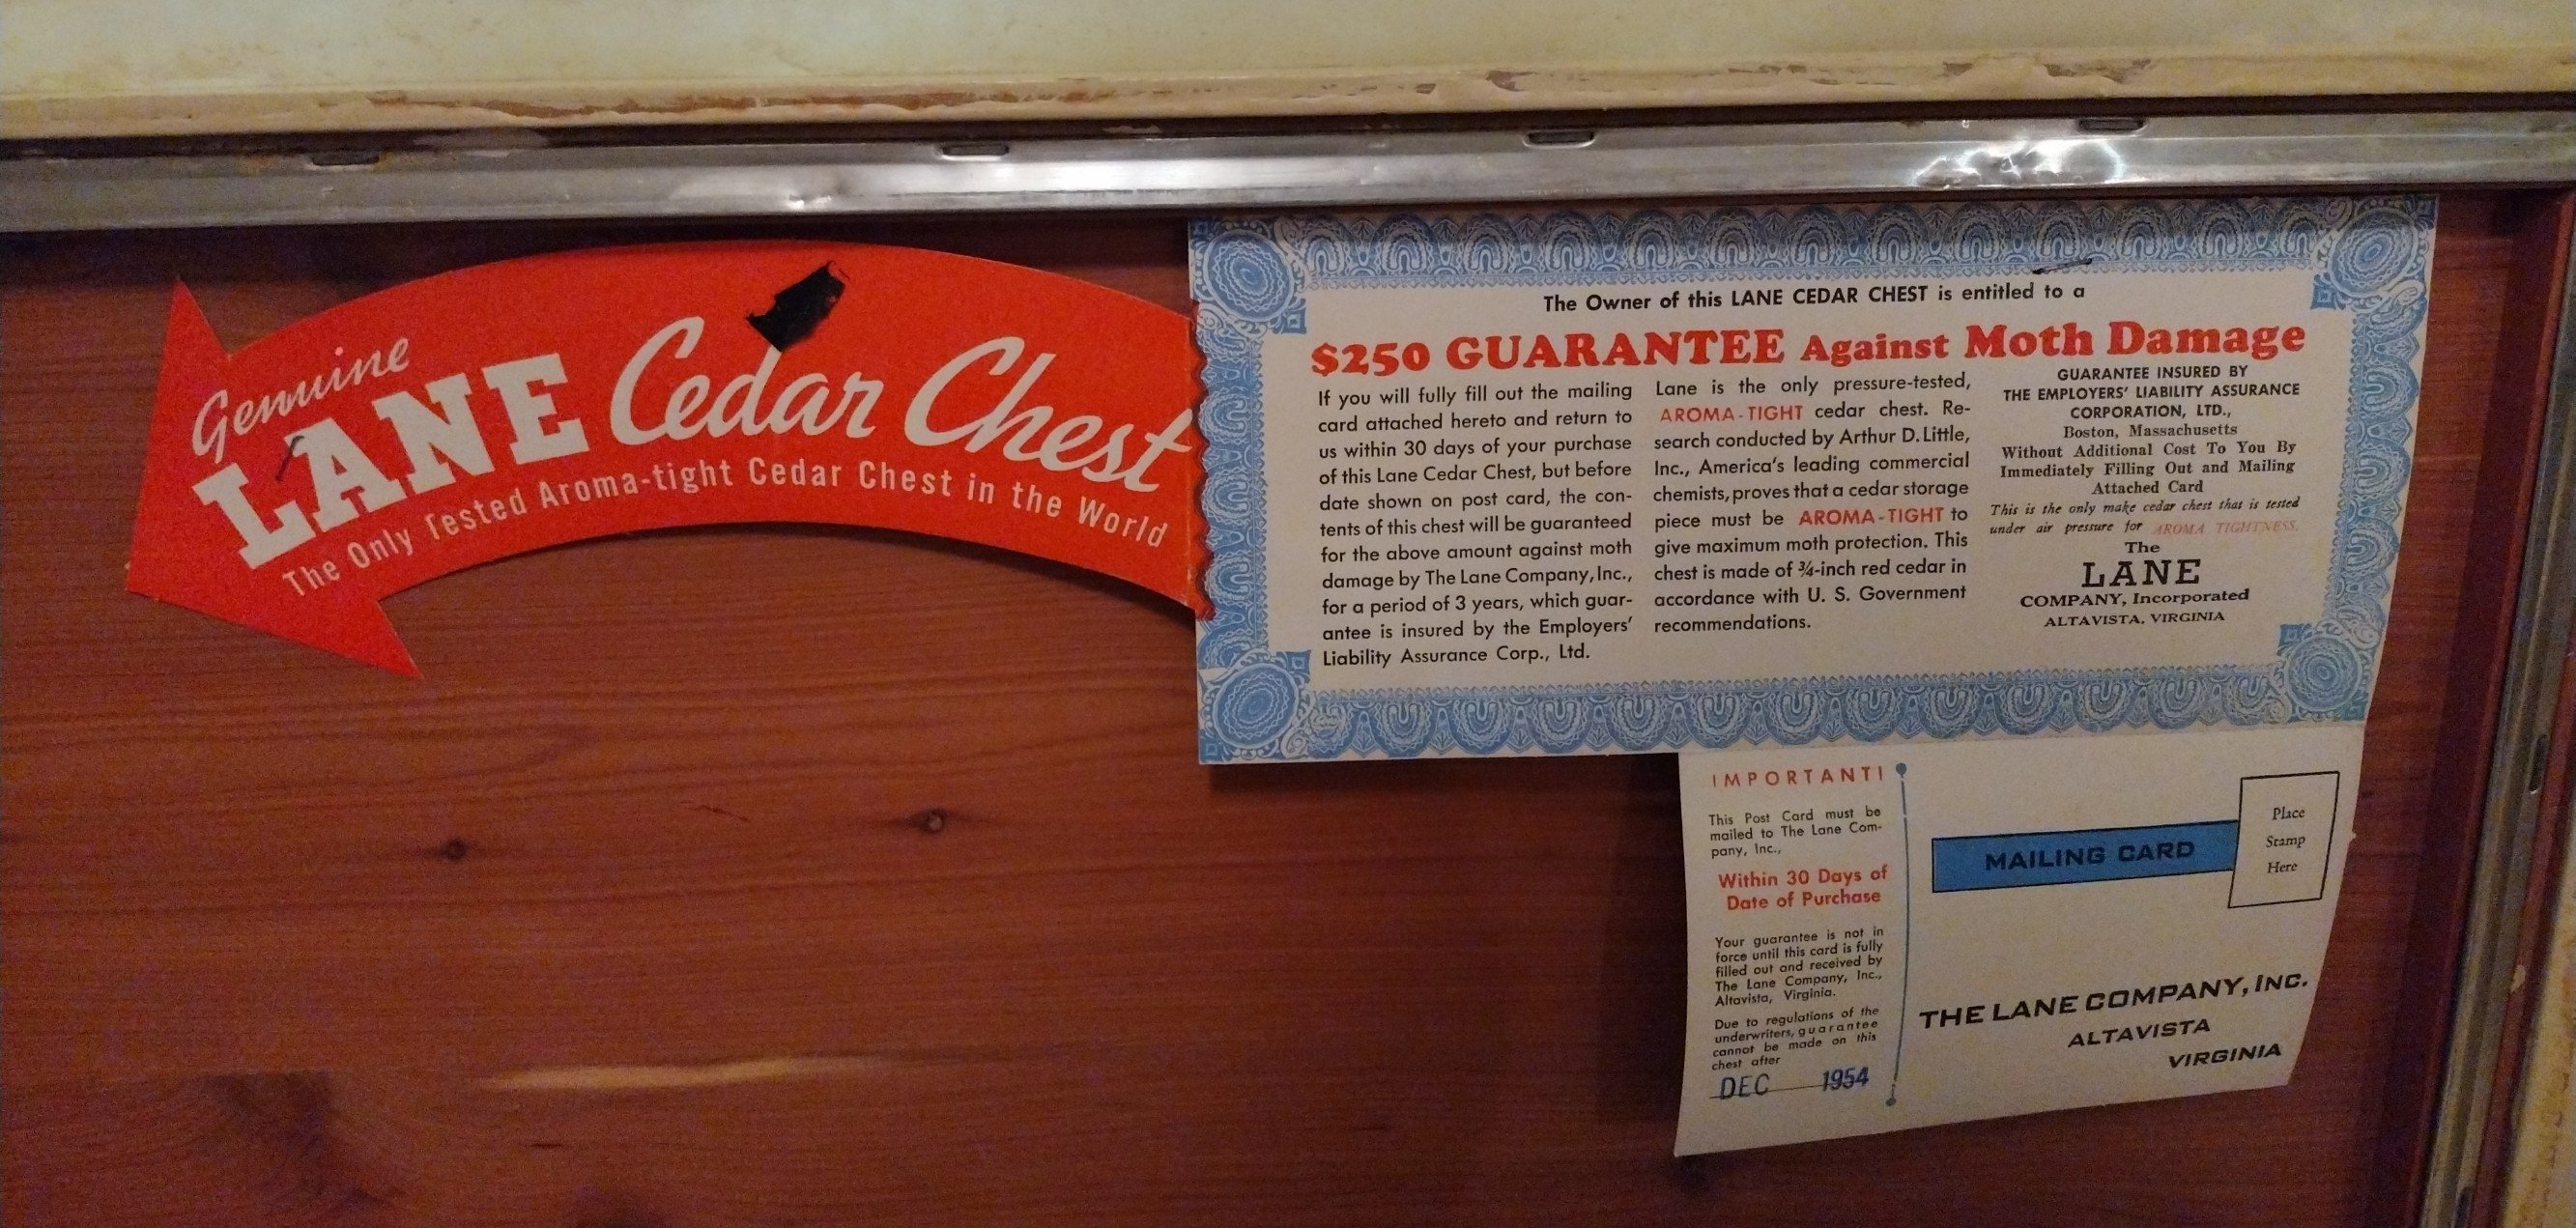 Genuine
LANE Cedar Chest
The Only Tested Aroma-tight Cedar Chest in the World
The Owner of this LANE CEDAR CHEST is entitled to a
$250 GUARANTEE Against Moth Damage
If you will fully fill out the mailing
card attached hereto and return to
us within 30 days of your purchase
of this Lane Cedar Chest, but before
date shown on post card, the con-
tents of this chest will be guaranteed
for the above amount against moth
damage by The Lane Company, Inc.,
for a period of 3 years, which guar-
antee is insured by the Employers'
Liability Assurance Corp., Ltd.
Lane is the only pressure-tested,
AROMA-TIGHT cedar chest. Re-
search conducted by Arthur D. Little,
Inc., America's leading commercial
chemists, proves that a cedar storage
piece must be AROMA-TIGHT to
give maximum moth protection. This
chest is made of ¾-inch red cedar in
accordance with U. S. Government
recommendations.
GUARANTEE INSURED BY
THE EMPLOYERS' LIABILITY ASSURANCE
CORPORATION, LTD.,
Boston, Massachusetts
Without Additional Cost To You By
Immediately Filling Out and Mailing
Attached Card
This is the only make cedar chest that is tested
under air pressure for AROMA TIGHTNESS.
The
LANE
COMPANY, Incorporated
ALTAVISTA, VIRGINIA
IMPORTANT!
This Post Card must be
mailed to The Lane Com-
pany, Inc.,
Within 30 Days of
Date of Purchase
Your guarantee is not in
force until this card is fully
filled out and received by
The Lane Company, Inc.,
Altavista, Virginia.
Due to regulations of the
underwriters, guarantee
cannot be made on this
chest after
DEC 1954
MAILING CARD
Place
Stamp
Here
THE LANE COMPANY, INC.
ALTAVISTA
VIRGINIA